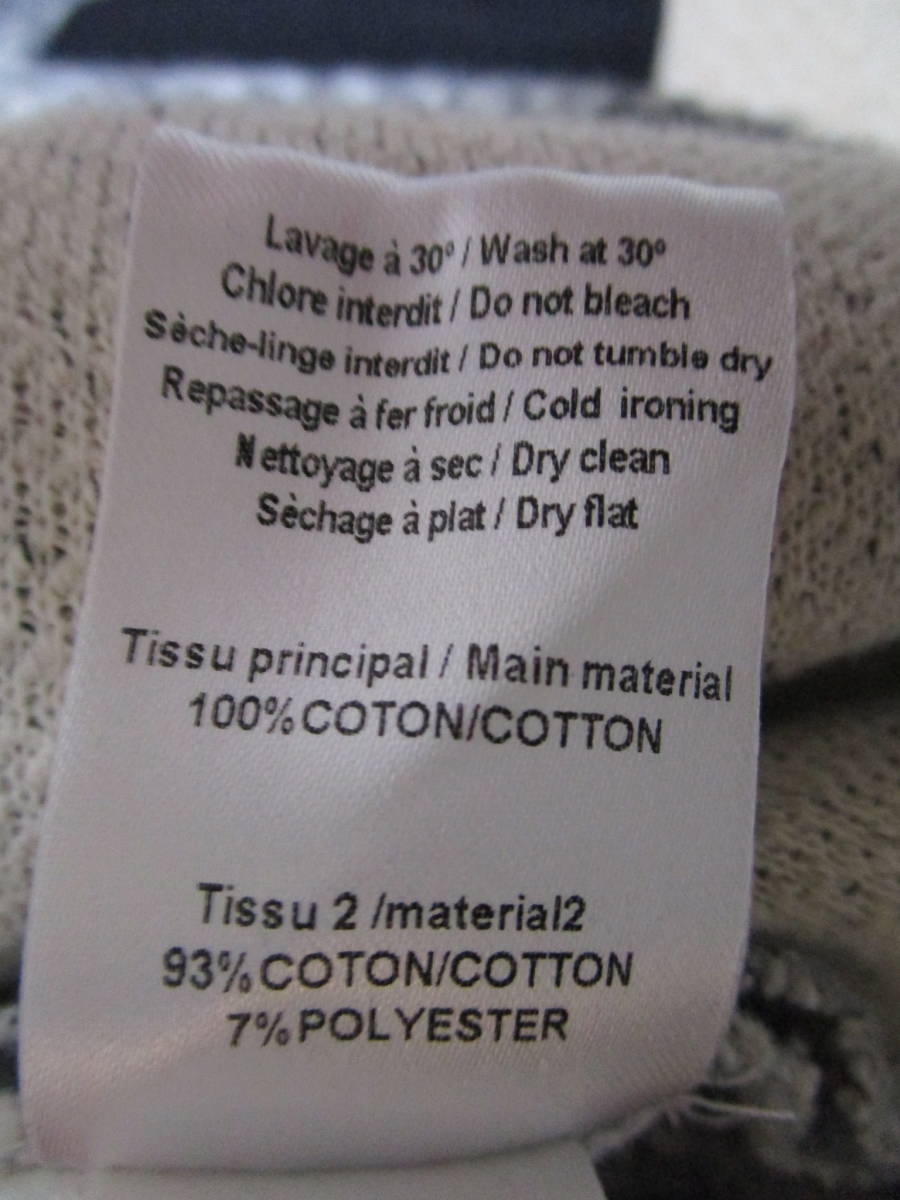 Lavage à 30° / Wash at 30°
Chlore interdit / Do not bleach
Sèche-linge interdit / Do not tumble dry
Repassage à fer froid / Cold ironing
Nettoyage à sec / Dry clean
Sèchage à plat / Dry flat
Tissu principal / Main material
100% COTON/COTTON
Tissu 2 /material2
93% COTON/COTTON
7% POLYESTER